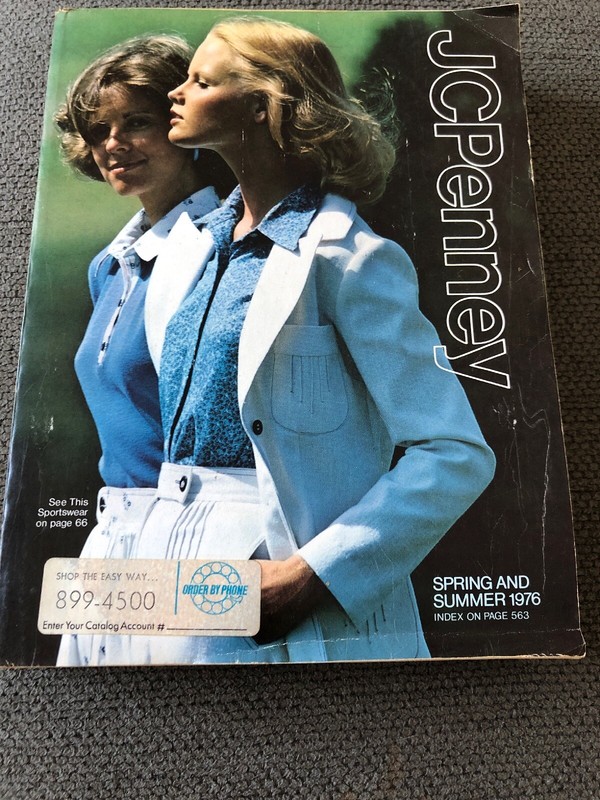 JCPenney
See This
Sportswear
on page 66
SHOP THE EASY WAY...
899-4500
ORDER BY PHONE
Enter Your Catalog Account #
SPRING AND
SUMMER 1976
INDEX ON PAGE 563